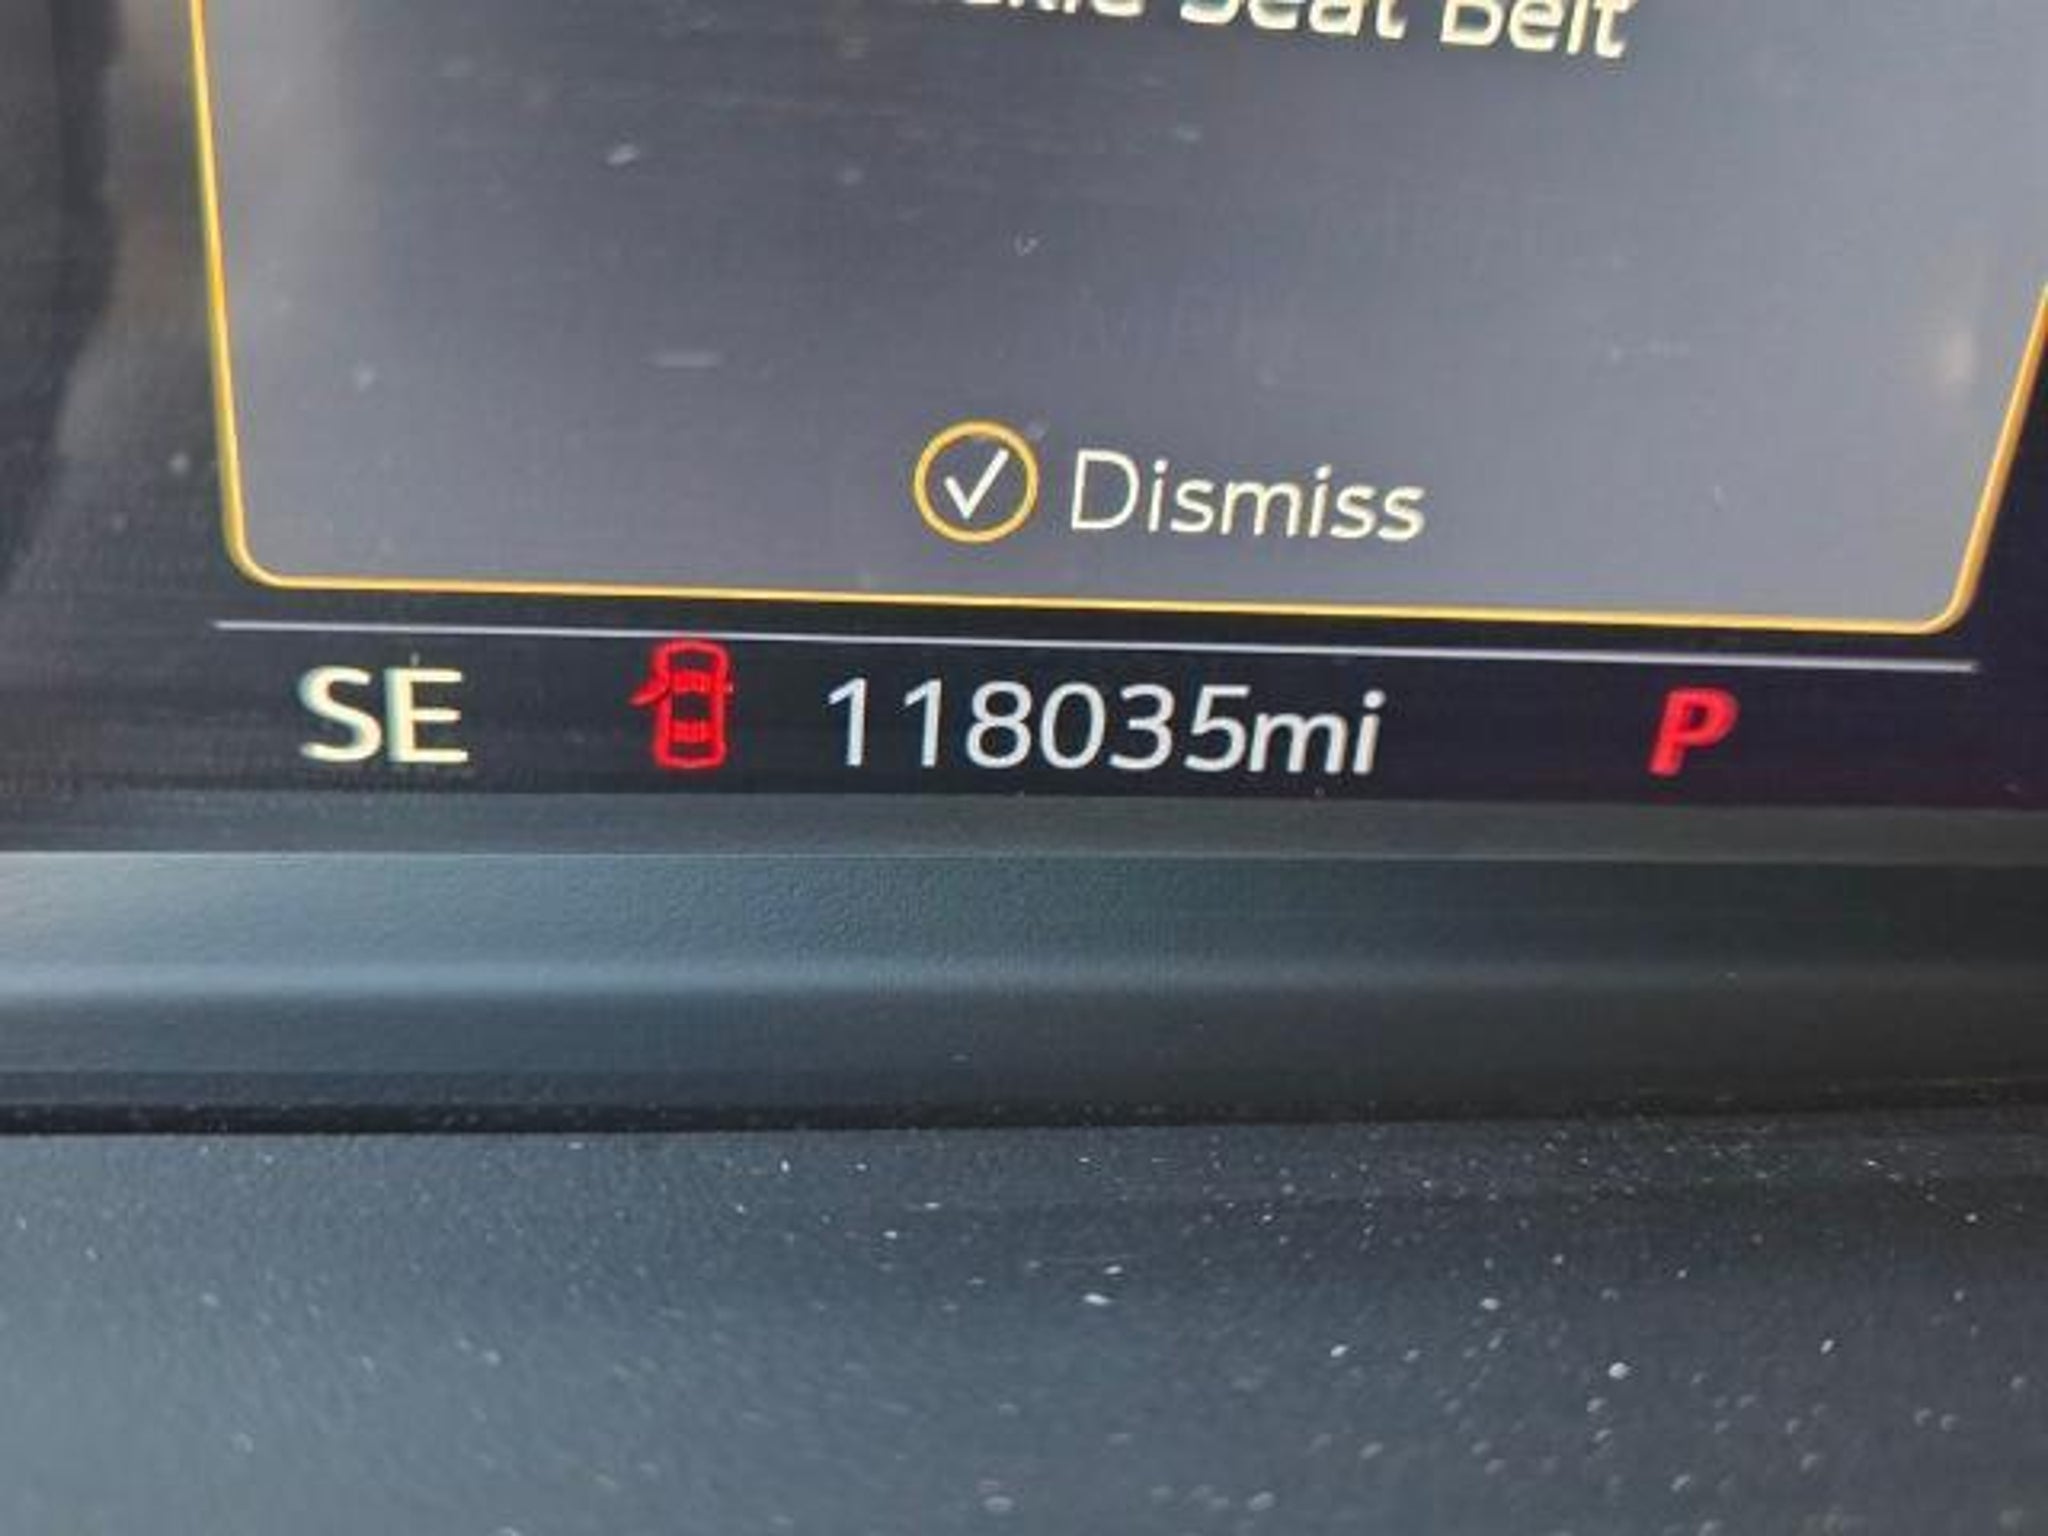 Seat Belt
Dismiss
SE 118035mi P